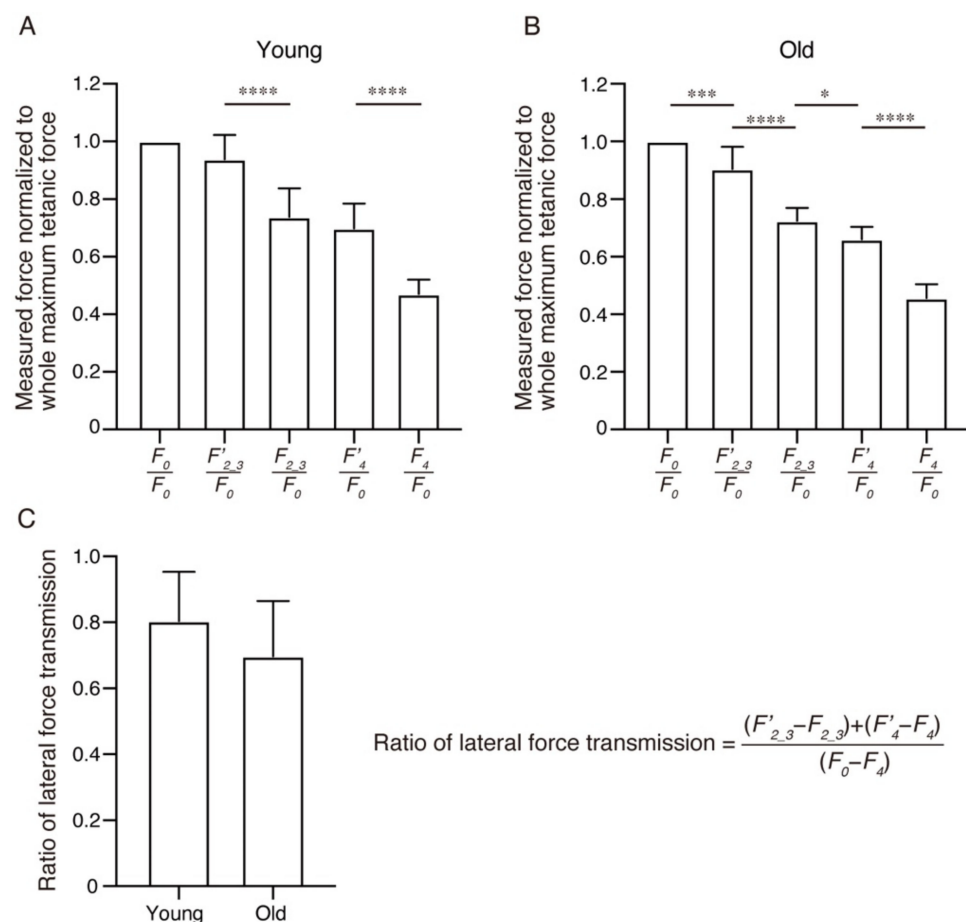 A
Young
Measured force normalized to
whole maximum tetanic force
1.2
1.0
0.8
0.6
0.4
0.2
0
****
****
F0/F0
F'2_3/F0
F2_3/F0
F'4/F0
F4/F0
B
Old
Measured force normalized to
whole maximum tetanic force
1.2
1.0
0.8
0.6
0.4
0.2
0
***
****
*
****
F0/F0
F'2_3/F0
F2_3/F0
F'4/F0
F4/F0
C
Ratio of lateral force transmission
1.0
0.8
0.6
0.4
0.2
0
Young
Old
Ratio of lateral force transmission = (F'2_3−F2_3)+(F'4−F4)
(F0−F4)